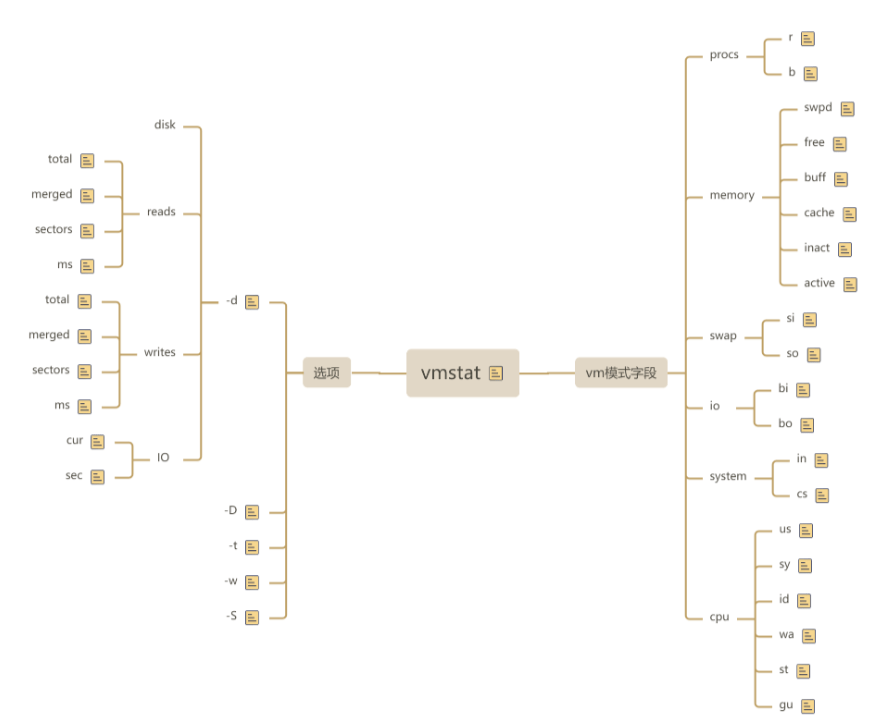 vmstat
选项
-d
disk
reads
total
merged
sectors
ms
writes
total
merged
sectors
ms
IO
cur
sec
-D
-t
-w
-S
vm模式字段
procs
r
b
memory
swpd
free
buff
cache
inact
active
swap
si
so
io
bi
bo
system
in
cs
cpu
us
sy
id
wa
st
gu